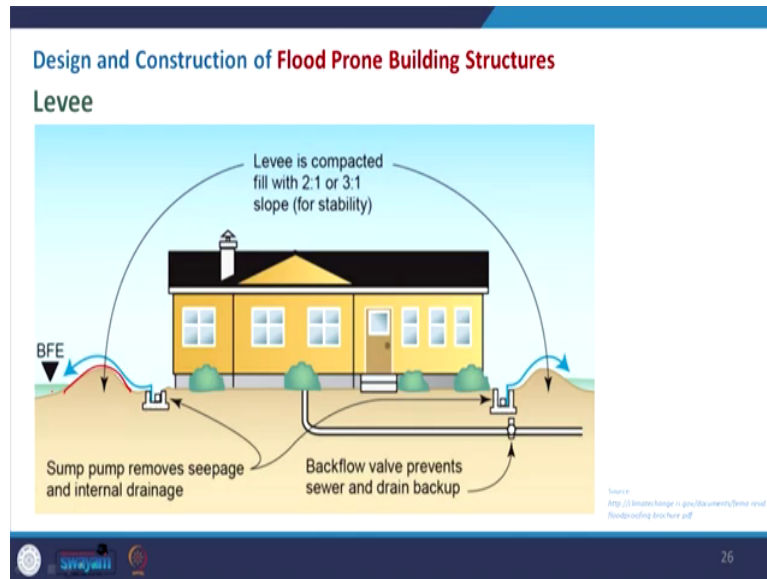 Design and Construction of Flood Prone Building Structures
Levee
Levee is compacted
fill with 2:1 or 3:1
slope (for stability)
BFE
Sump pump removes seepage
and internal drainage
Backflow valve prevents
sewer and drain backup
Source:
swayam
26